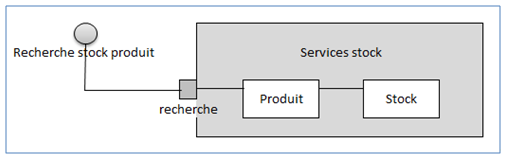 Recherche stock produit
Services stock
recherche
Produit
Stock